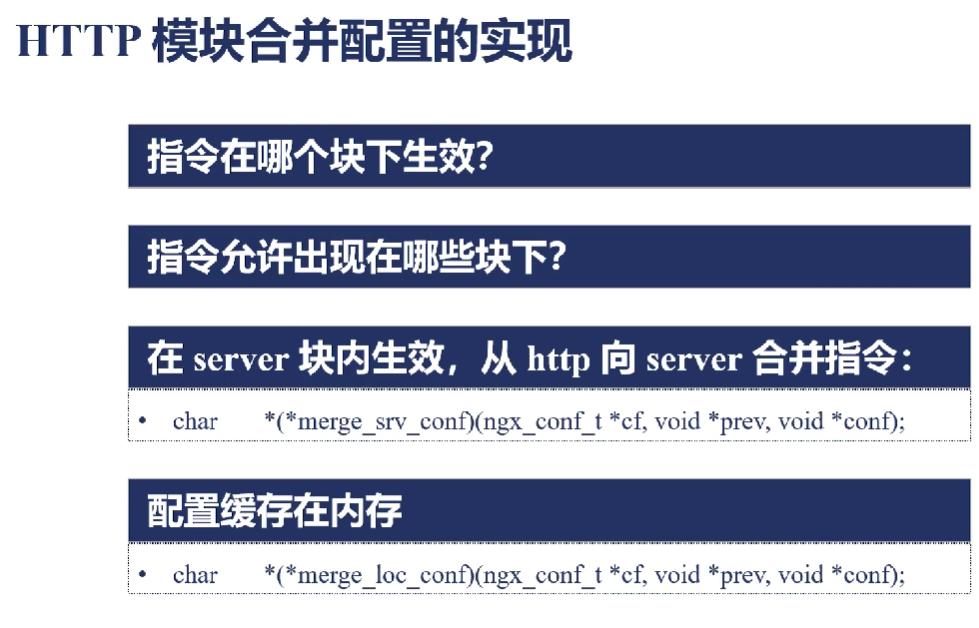 HTTP 模块合并配置的实现
指令在哪个块下生效？
指令允许出现在哪些块下？
在 server 块内生效，从 http 向 server 合并指令：
• char *(*merge_srv_conf)(ngx_conf_t *cf, void *prev, void *conf);
配置缓存在内存
• char *(*merge_loc_conf)(ngx_conf_t *cf, void *prev, void *conf);